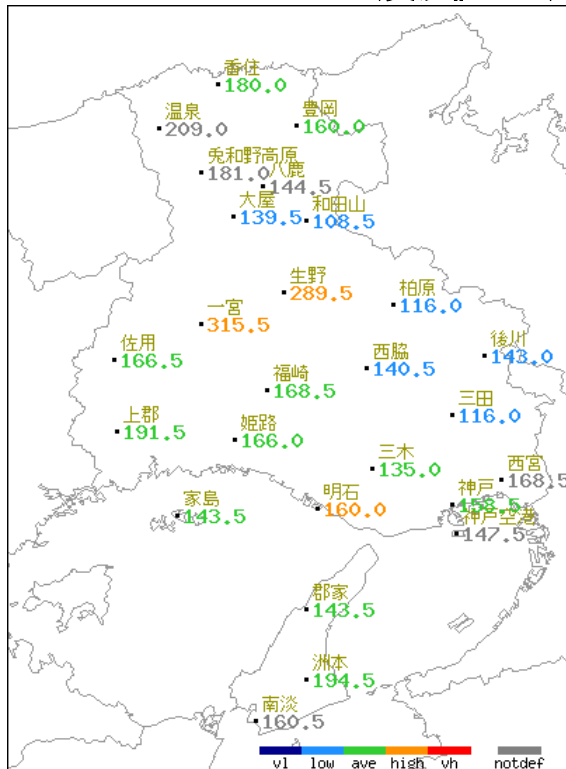 香住
180.0
温泉
209.0
豊岡
160.0
兎和野高原
181.0
八鹿
144.5
大屋
139.5
和田山
108.5
生野
289.5
柏原
116.0
一宮
315.5
佐用
166.5
後川
143.0
西脇
140.5
福崎
168.5
三田
116.0
上郡
191.5
姫路
166.0
三木
135.0
西宮
168.5
家島
143.5
明石
160.0
神戸
158.5
神戸空港
147.5
郡家
143.5
洲本
194.5
南淡
160.5
vl low ave high vh notdef